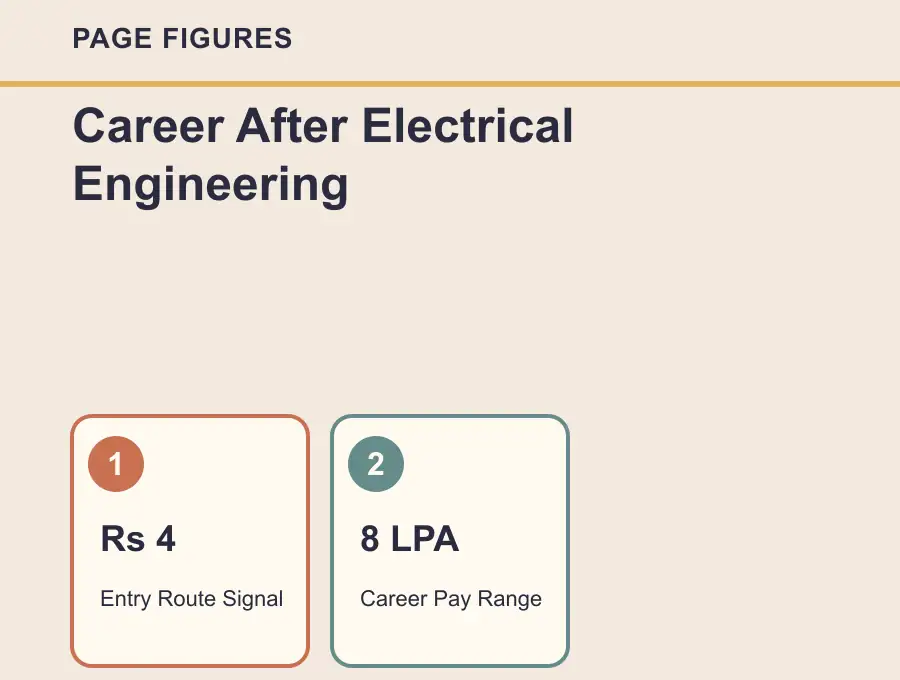 PAGE FIGURES
Career After Electrical
Engineering
1
Rs 4
Entry Route Signal
2
8 LPA
Career Pay Range